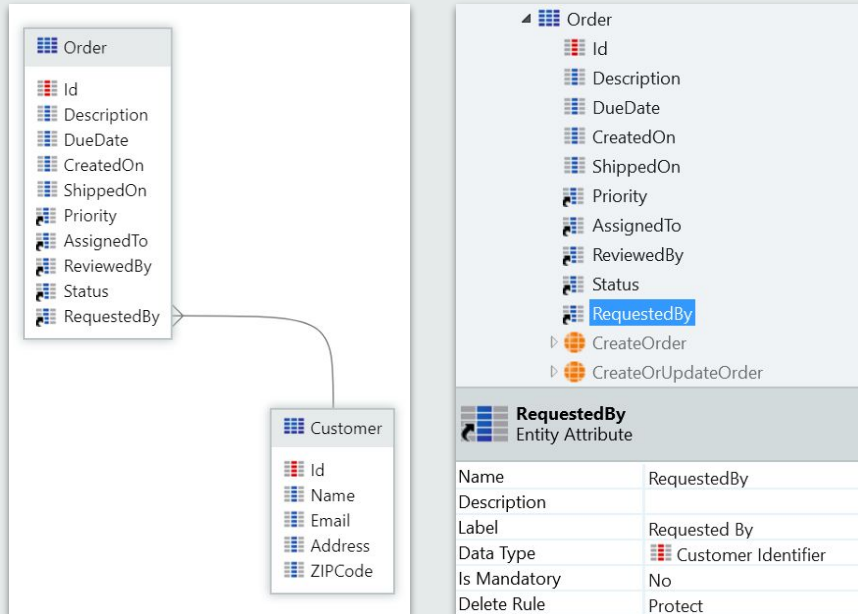 Order
Id
Description
DueDate
CreatedOn
ShippedOn
Priority
AssignedTo
ReviewedBy
Status
RequestedBy
Customer
Id
Name
Email
Address
ZIPCode
Order
Id
Description
DueDate
CreatedOn
ShippedOn
Priority
AssignedTo
ReviewedBy
Status
RequestedBy
CreateOrder
CreateOrUpdateOrder
RequestedBy
Entity Attribute
Name RequestedBy
Description
Label Requested By
Data Type Customer Identifier
Is Mandatory No
Delete Rule Protect